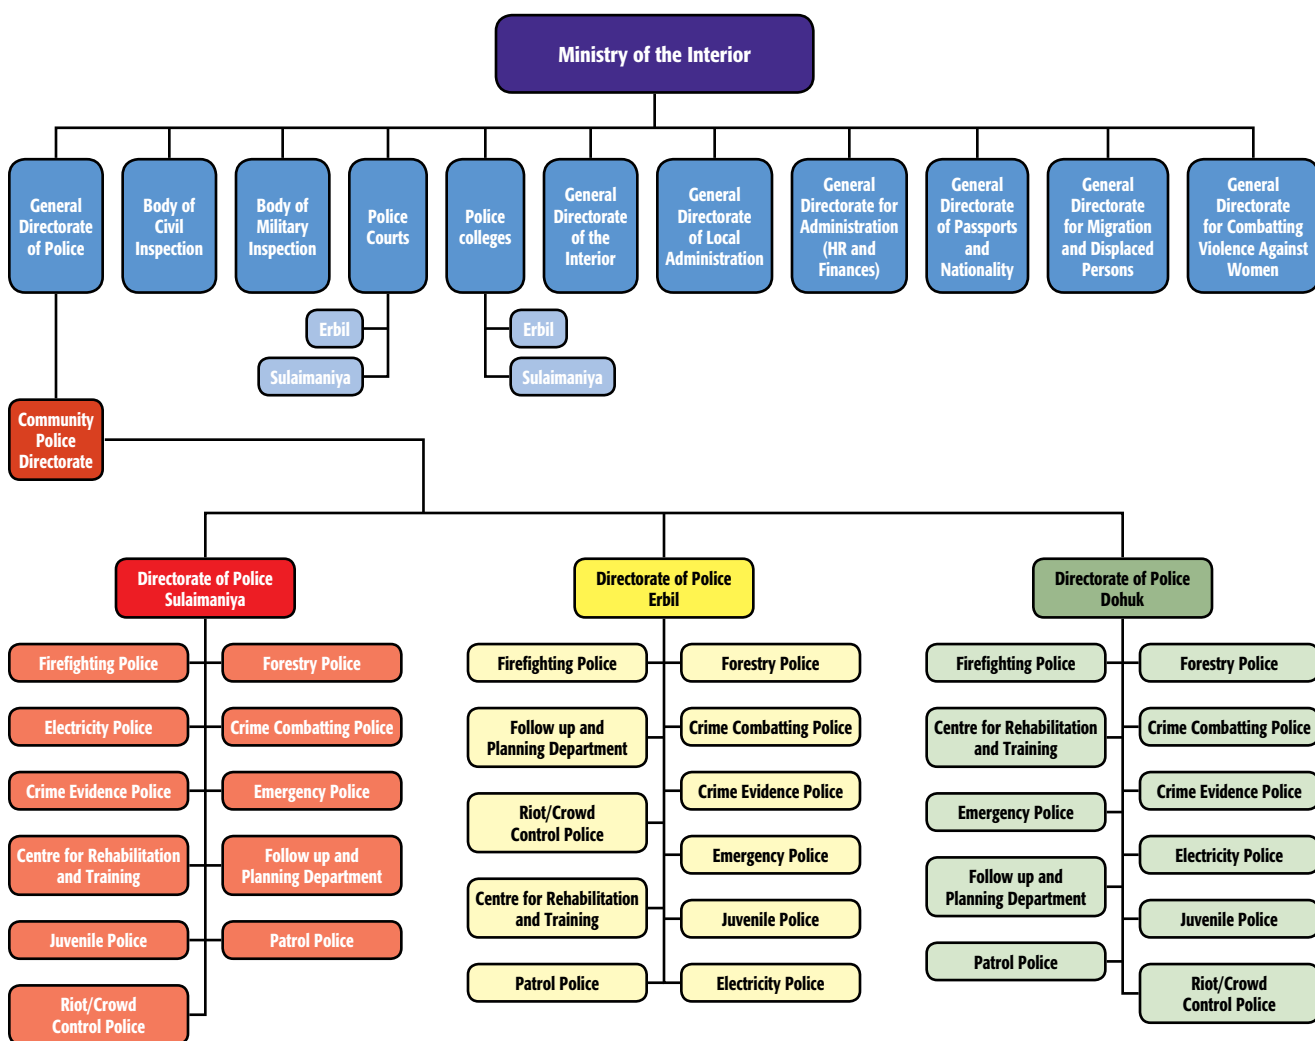 Ministry of the Interior
General
Directorate
of Police
Body of
Civil
Inspection
Body of
Military
Inspection
Police
Courts
Police
colleges
General
Directorate
of the
Interior
General
Directorate
of Local
Administration
General
Directorate for
Administration
(HR and
Finances)
General
Directorate
of Passports
and
Nationality
General
Directorate
for Migration
and Displaced
Persons
General
Directorate
for Combatting
Violence Against
Women
Erbil
Sulaimaniya
Erbil
Sulaimaniya
Community
Police
Directorate
Directorate of Police
Sulaimaniya
Firefighting Police
Forestry Police
Electricity Police
Crime Combatting Police
Crime Evidence Police
Emergency Police
Centre for Rehabilitation
and Training
Follow up and
Planning Department
Juvenile Police
Patrol Police
Riot/Crowd
Control Police
Directorate of Police
Erbil
Firefighting Police
Forestry Police
Follow up and
Planning Department
Crime Combatting Police
Crime Evidence Police
Riot/Crowd
Control Police
Emergency Police
Centre for Rehabilitation
and Training
Juvenile Police
Patrol Police
Electricity Police
Directorate of Police
Dohuk
Firefighting Police
Forestry Police
Centre for Rehabilitation
and Training
Crime Combatting Police
Crime Evidence Police
Emergency Police
Electricity Police
Follow up and
Planning Department
Juvenile Police
Patrol Police
Riot/Crowd
Control Police